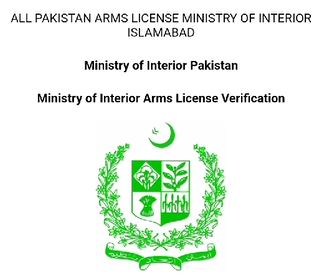 ALL PAKISTAN ARMS LICENSE MINISTRY OF INTERIOR
ISLAMABAD
Ministry of Interior Pakistan
Ministry of Interior Arms License Verification